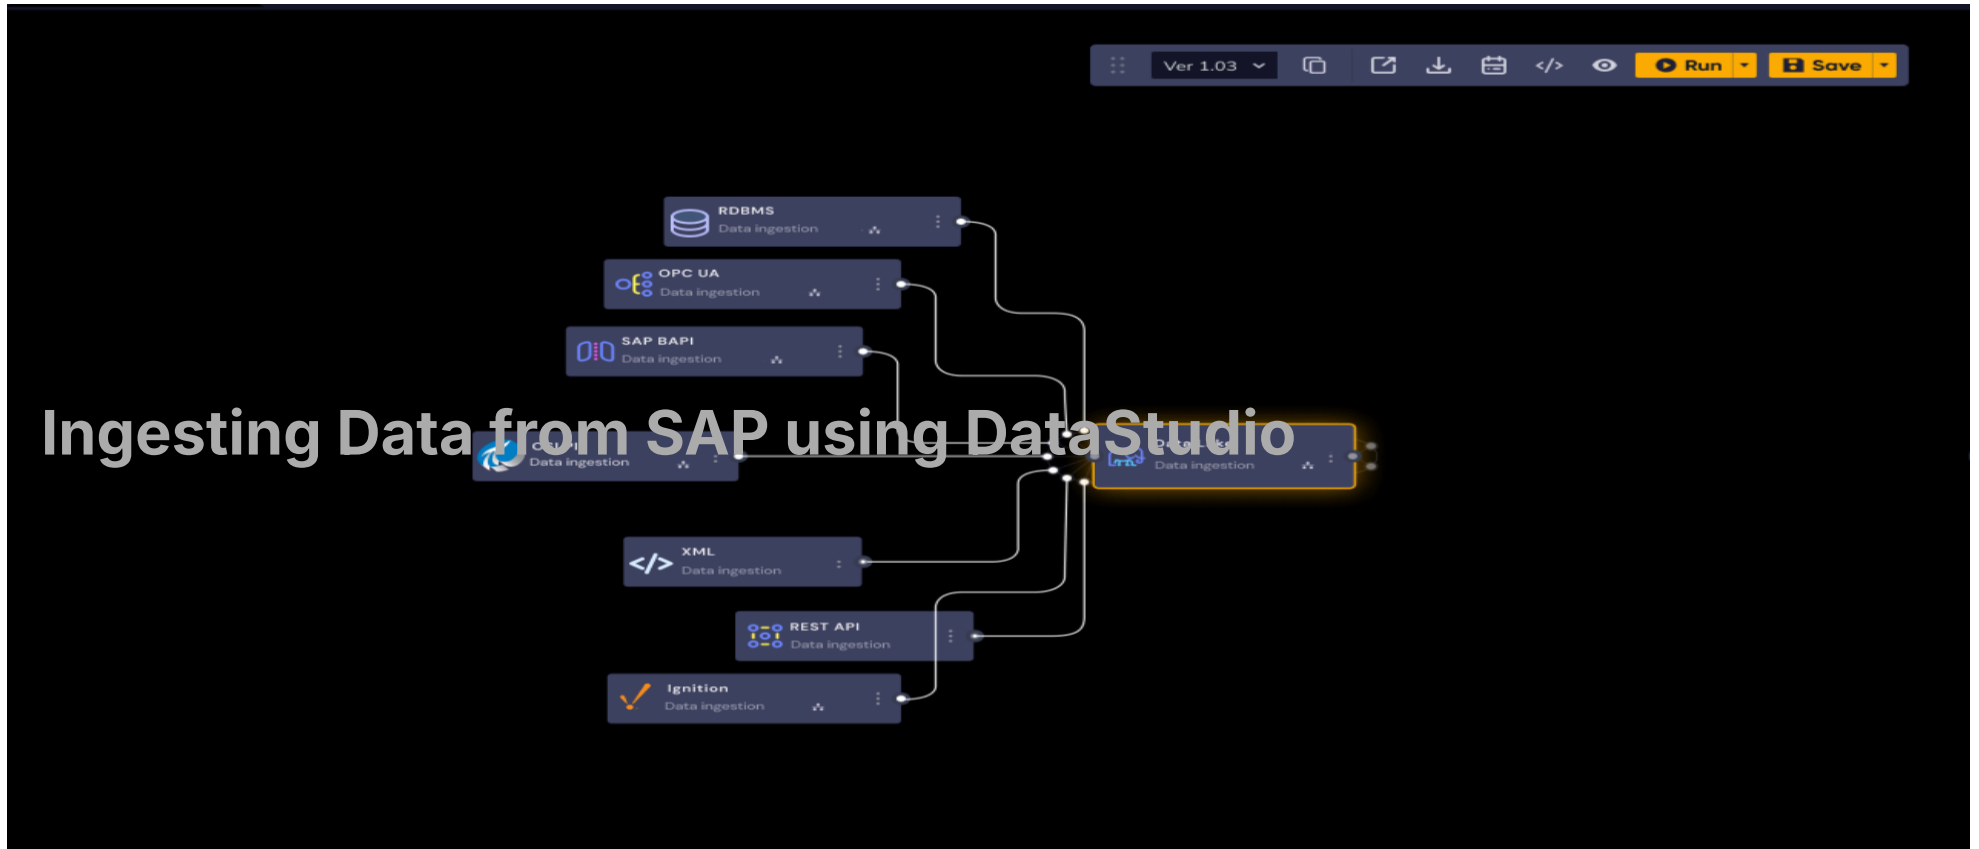 Ver 1.03
Run
Save
RDBMS
Data ingestion
OPC UA
Data ingestion
SAP BAPI
Data ingestion
Ingesting Data from SAP using DataStudio
Data ingestion
Data ingestion
XML
Data ingestion
REST API
Data ingestion
Ignition
Data ingestion